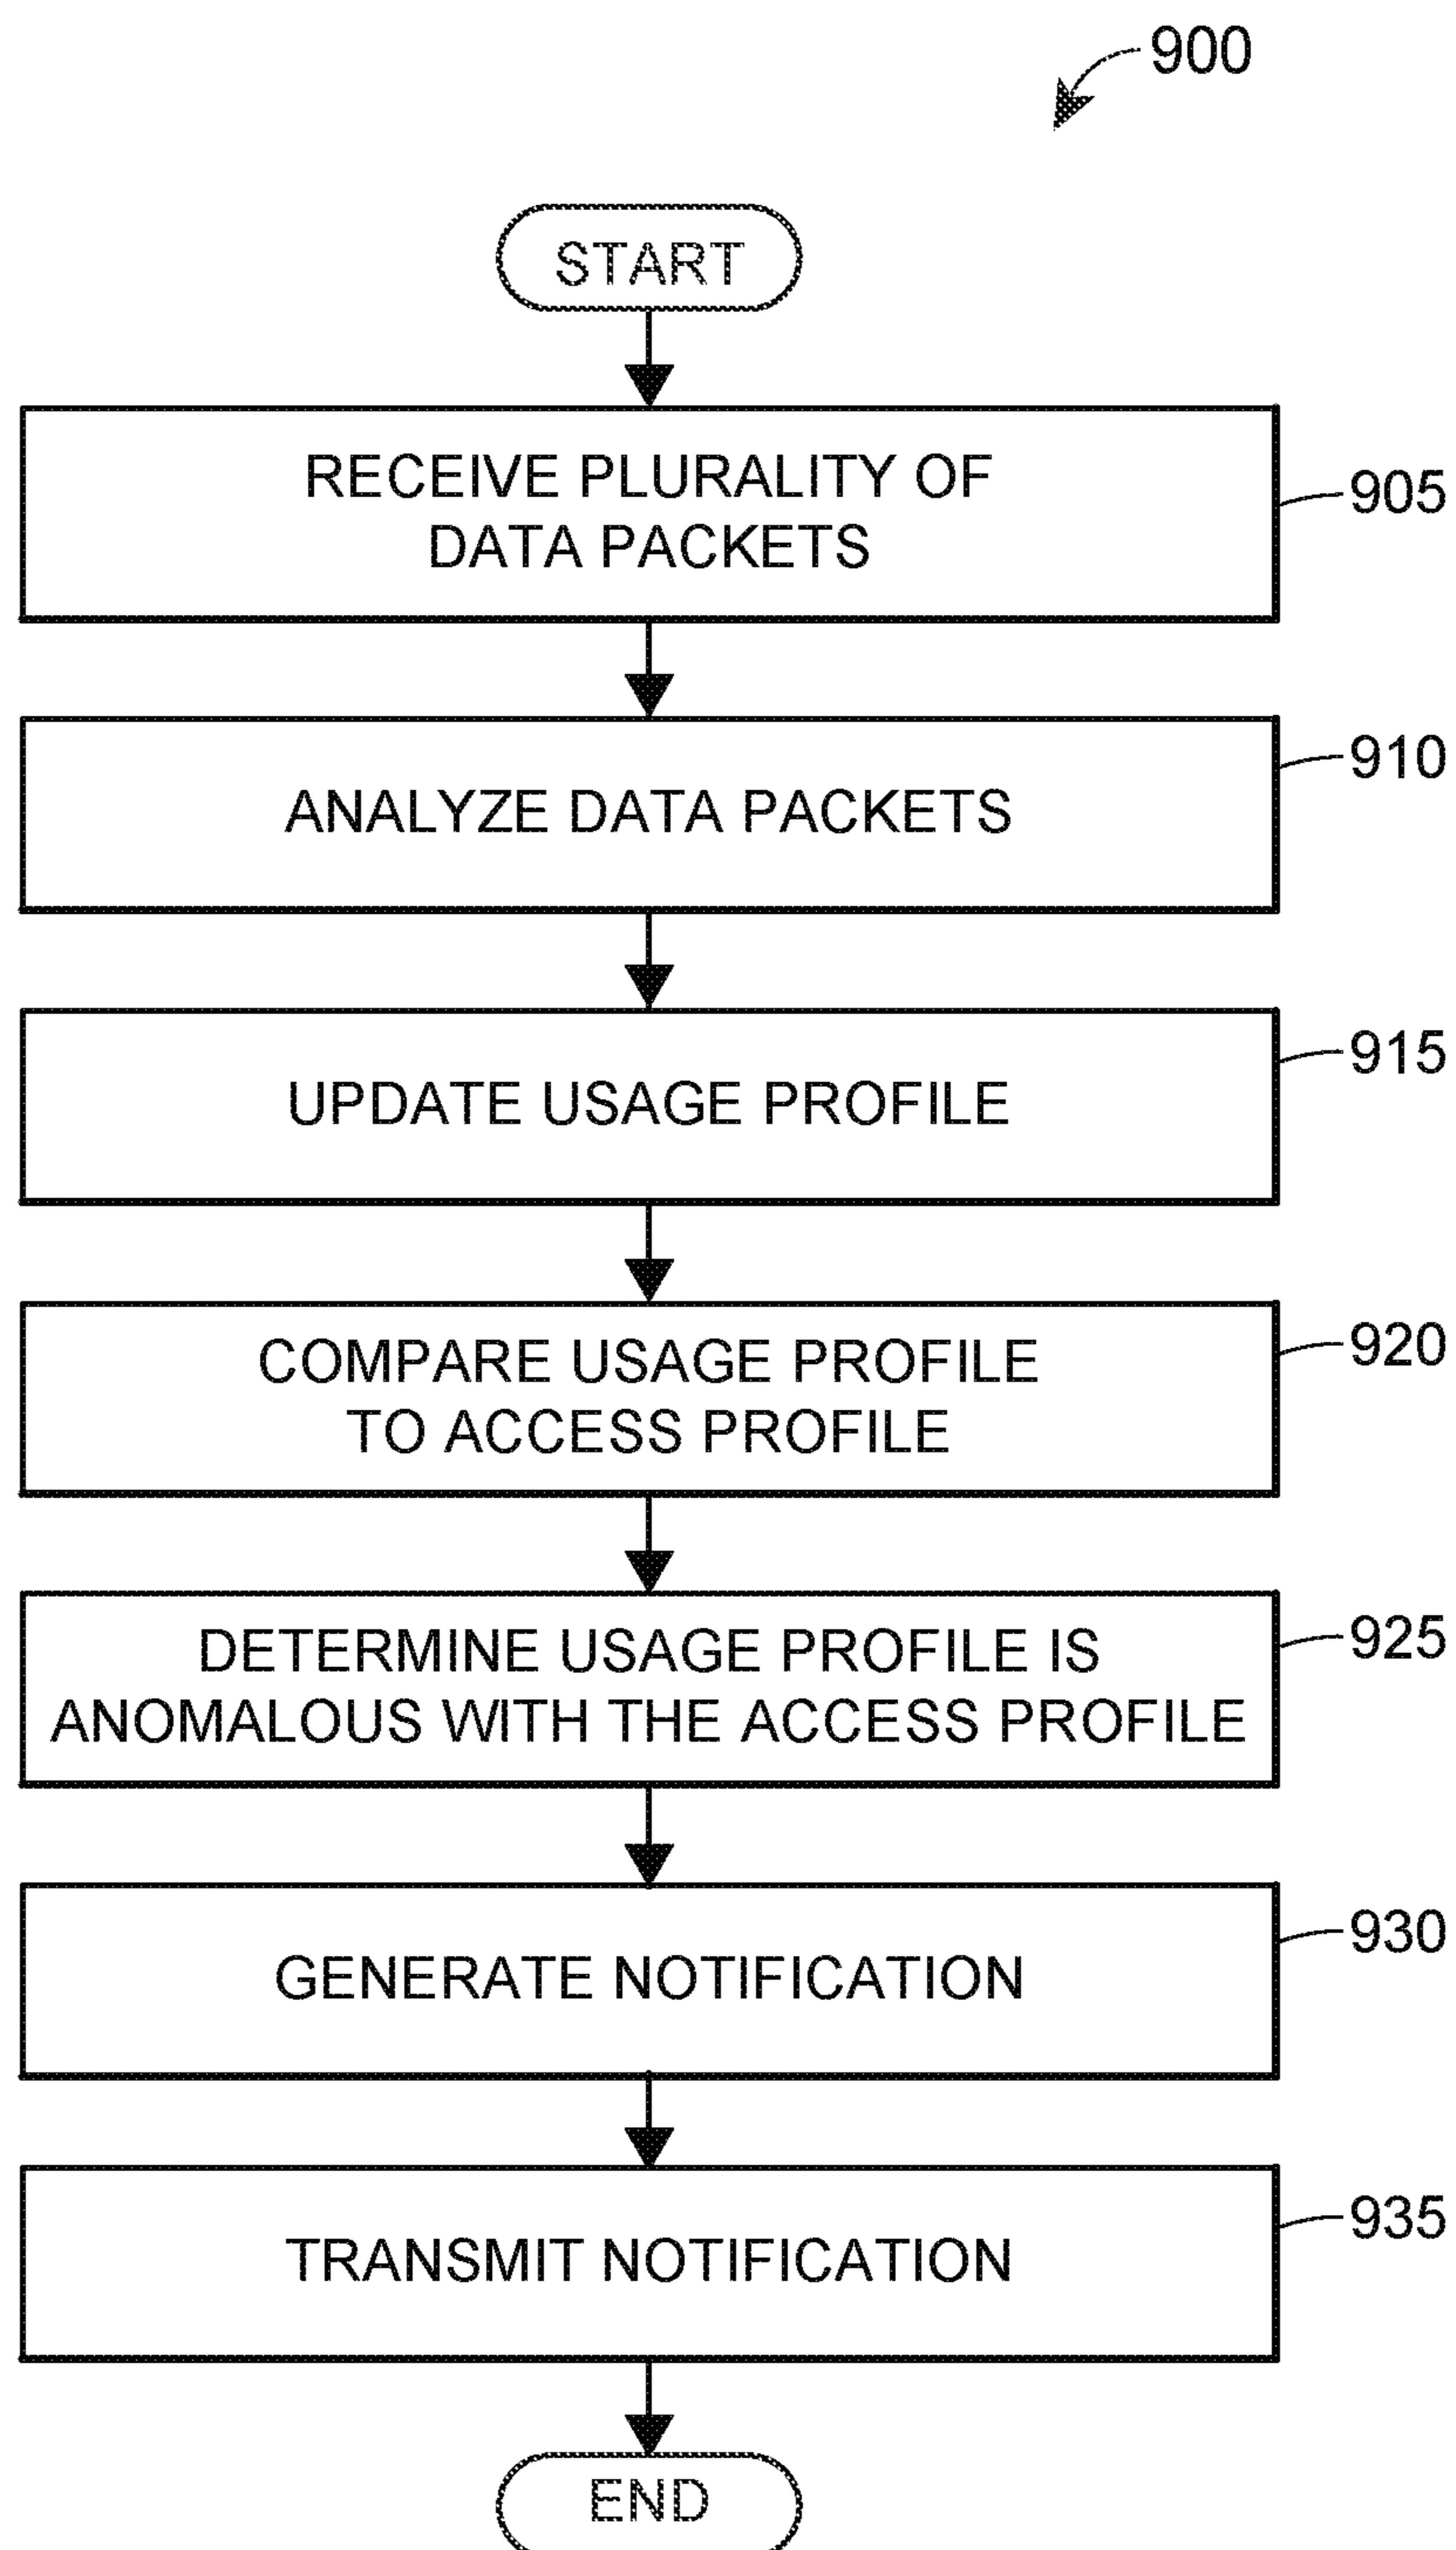 900
START
RECEIVE PLURALITY OF
DATA PACKETS
905
ANALYZE DATA PACKETS
910
UPDATE USAGE PROFILE
915
COMPARE USAGE PROFILE
TO ACCESS PROFILE
920
DETERMINE USAGE PROFILE IS
ANOMALOUS WITH THE ACCESS PROFILE
925
GENERATE NOTIFICATION
930
TRANSMIT NOTIFICATION
935
END